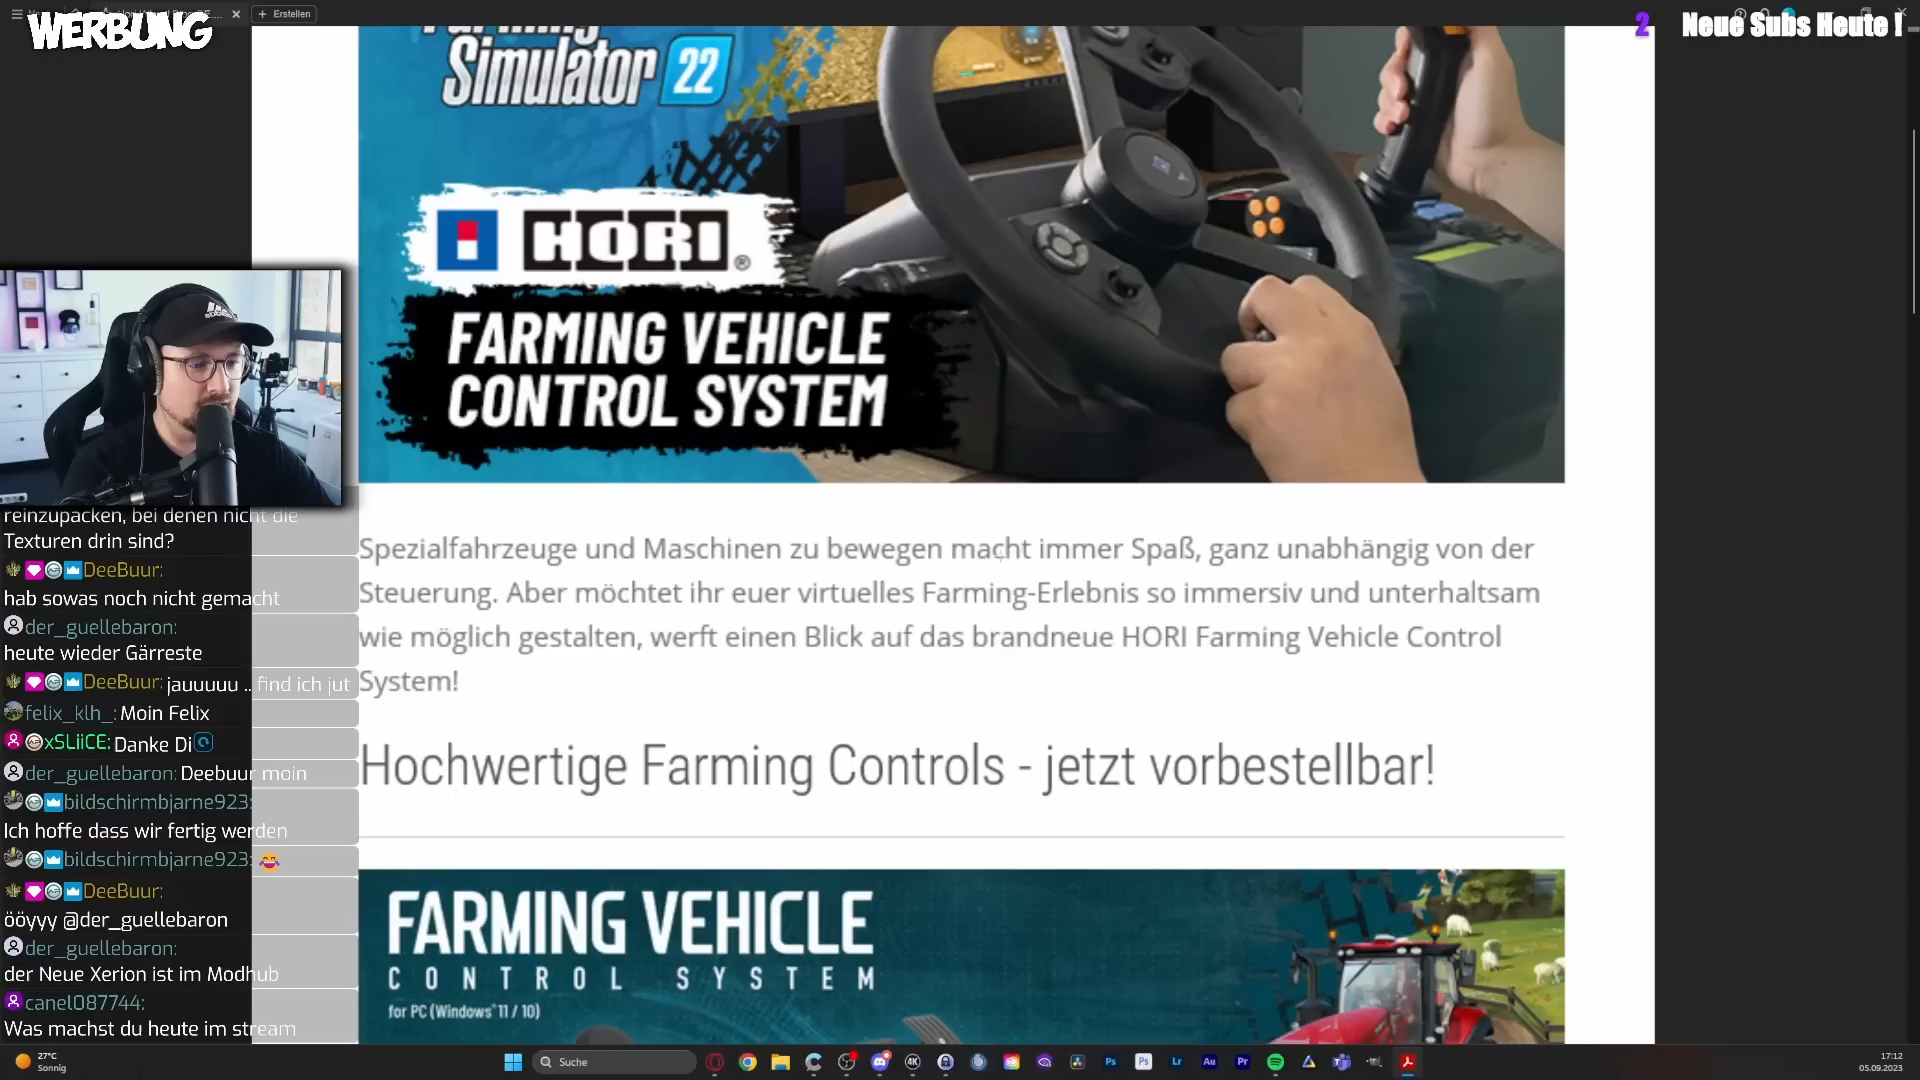 WERBUNG
Erstellen
2 Neue Subs Heute !
Simulator 22
HORI®
FARMING VEHICLE
CONTROL SYSTEM
Spezialfahrzeuge und Maschinen zu bewegen macht immer Spaß, ganz unabhängig von der
Steuerung. Aber möchtet ihr euer virtuelles Farming-Erlebnis so immersiv und unterhaltsam
wie möglich gestalten, werft einen Blick auf das brandneue HORI Farming Vehicle Control
System!
Hochwertige Farming Controls - jetzt vorbestellbar!
FARMING VEHICLE
CONTROL SYSTEM
for PC (Windows® 11 / 10)
reinzupacken, bei denen nicht die
Texturen drin sind?
DeeBuur:
hab sowas noch nicht gemacht
der_guellebaron:
heute wieder Gärreste
DeeBuur: jauuuuu .. find ich jut
felix_klh_: Moin Felix
xSLiiCE: Danke Di
der_guellebaron: Deebuur moin
bildschirmbjarne923:
Ich hoffe dass wir fertig werden
bildschirmbjarne923: 😂
DeeBuur:
ööyyy @der_guellebaron
der_guellebaron:
der Neue Xerion ist im Modhub
canel087744:
Was machst du heute im stream
27°C
Sonnig
Suche
4K
Ps
Ps
Lr
Au
Pr
17:12
05.09.2023